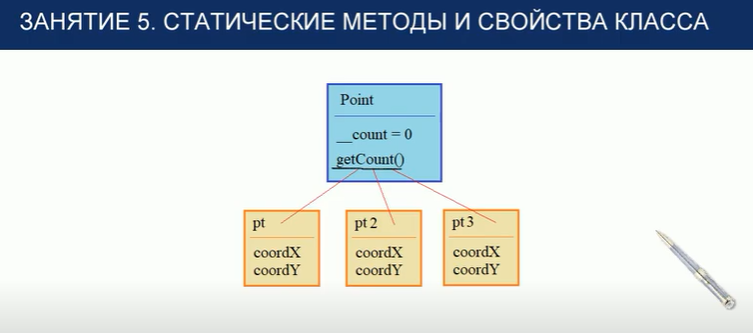 ЗАНЯТИЕ 5. СТАТИЧЕСКИЕ МЕТОДЫ И СВОЙСТВА КЛАССА
Point
__count = 0
getCount()
pt
coordX
coordY
pt 2
coordX
coordY
pt 3
coordX
coordY